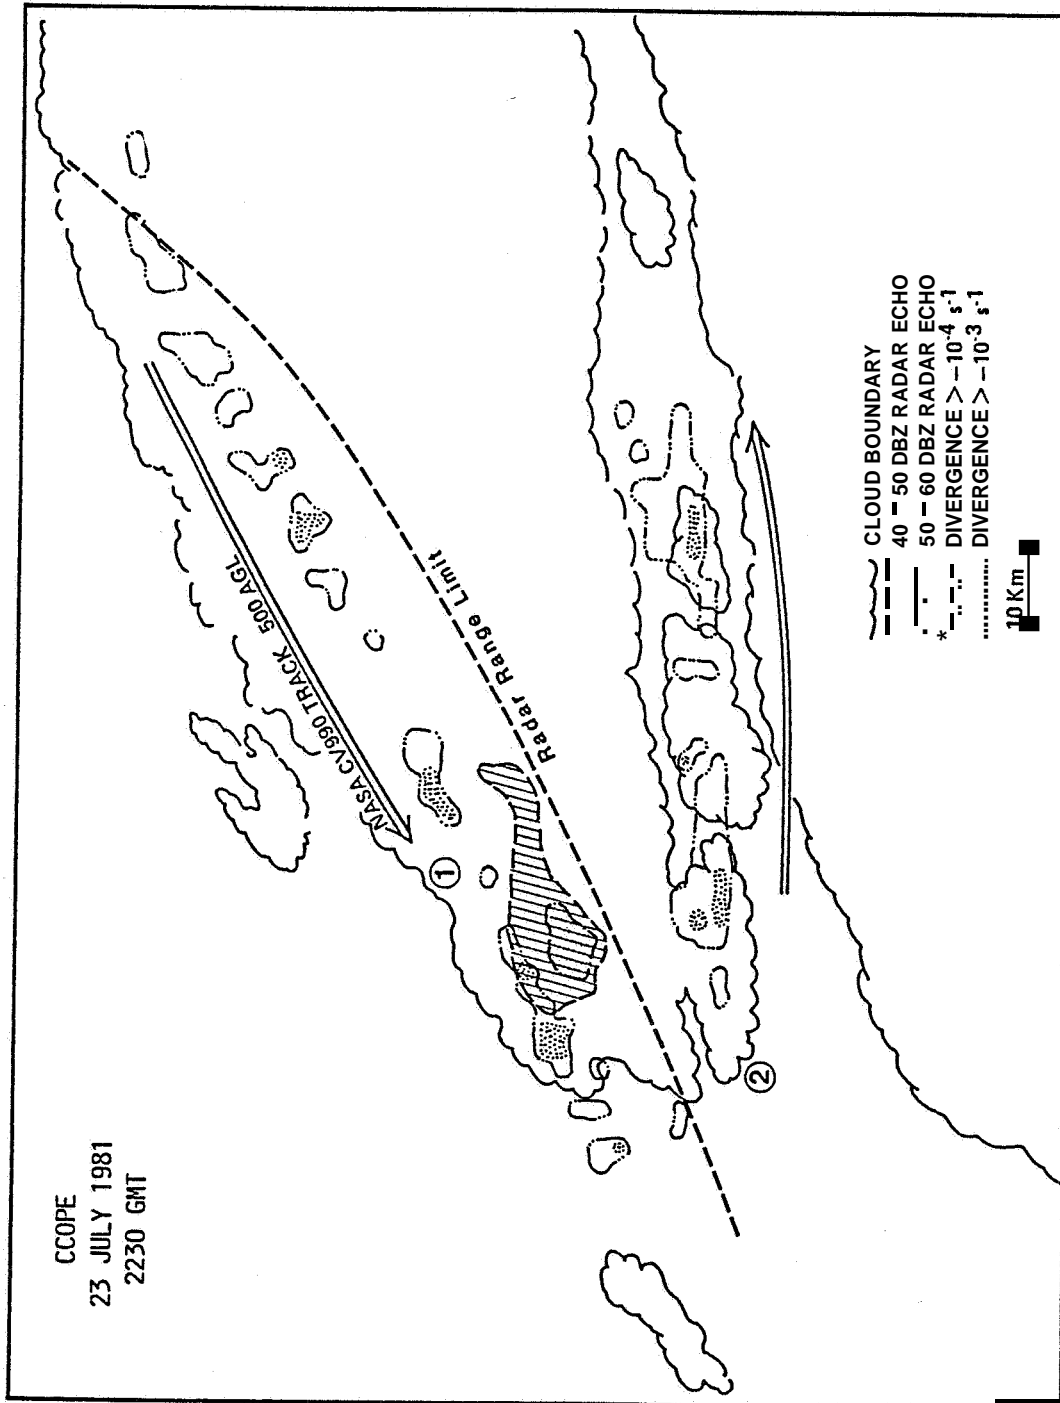 CCOPE
23 JULY 1981
2230 GMT
NASA CV990 TRACK 500 AGL
Radar Range Limit
1
2
CLOUD BOUNDARY
40 - 50 DBZ RADAR ECHO
50 - 60 DBZ RADAR ECHO
* DIVERGENCE > -10-4 s-1
DIVERGENCE > -10-3 s-1
10 Km